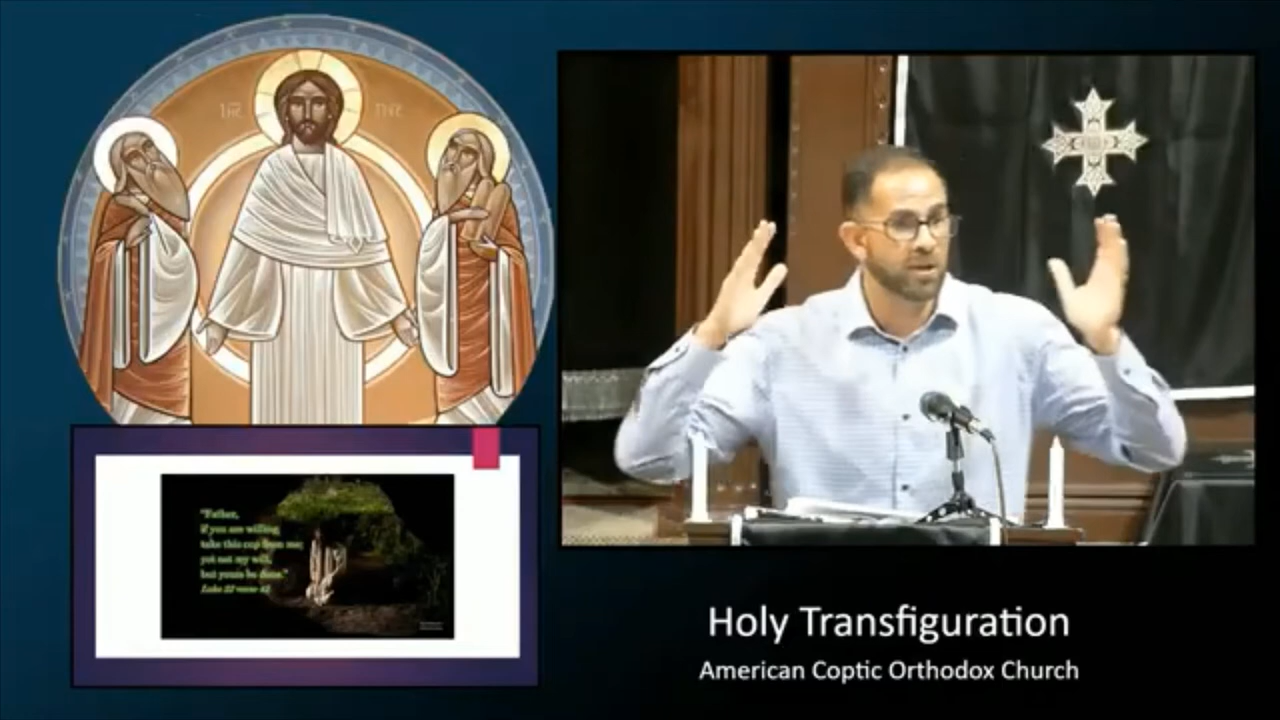 "Father,
if you are willing,
take this cup from me;
yet not my will,
but yours be done."
Luke 22 verse 42
Holy Transfiguration
American Coptic Orthodox Church